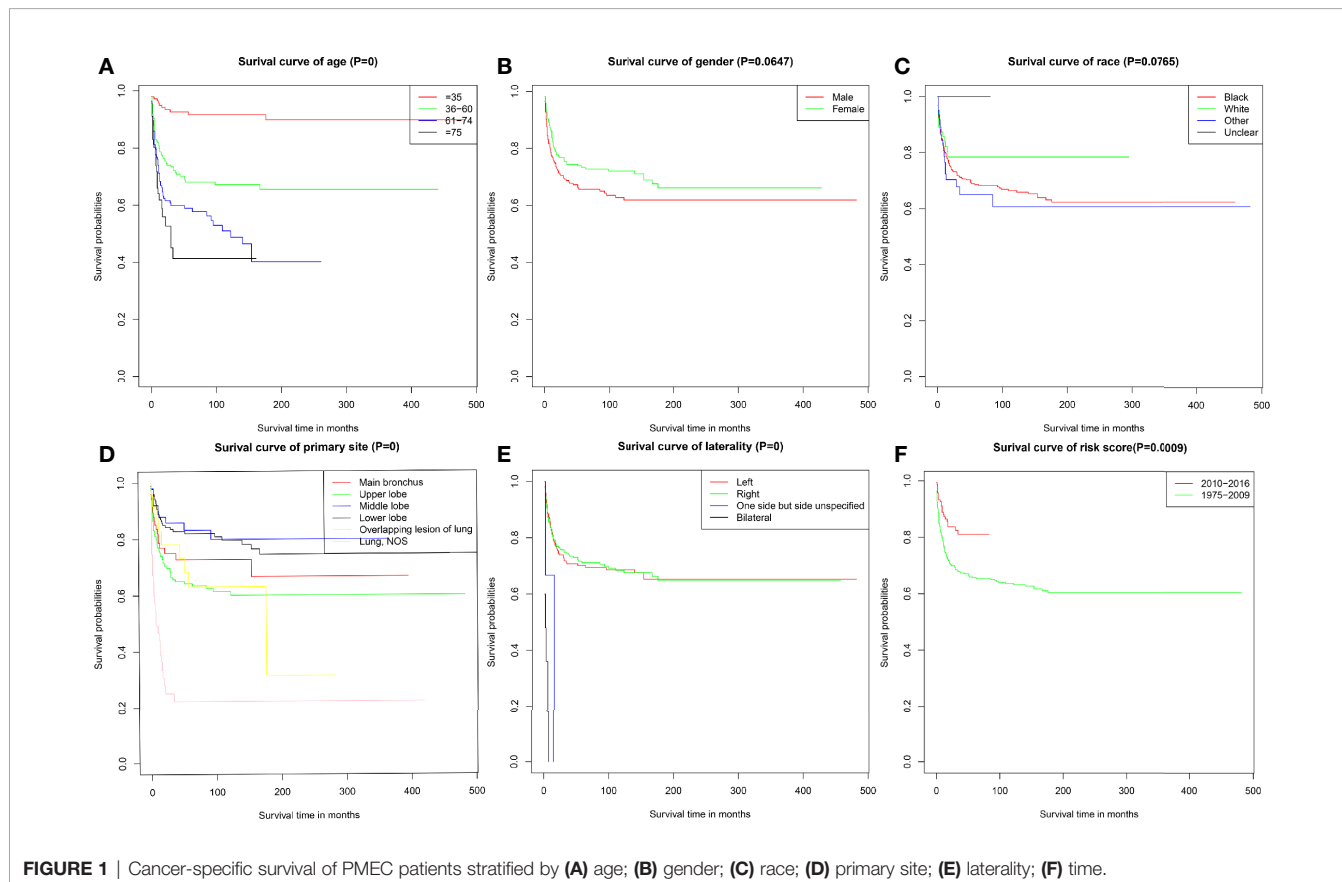 A
Surival curve of age (P=0)
=35
36−60
61−74
=75
Survival probabilities
0.0
0.2
0.4
0.6
0.8
1.0
0
100
200
300
400
500
Survival time in months
B
Surival curve of gender (P=0.0647)
Male
Female
Survival probabilities
0.0
0.2
0.4
0.6
0.8
1.0
0
100
200
300
400
500
Survival time in months
C
Surival curve of race (P=0.0765)
Black
White
Other
Unclear
Survival probabilities
0.0
0.2
0.4
0.6
0.8
1.0
0
100
200
300
400
500
Survival time in months
D
Surival curve of primary site (P=0)
Main bronchus
Upper lobe
Middle lobe
Lower lobe
Overlapping lesion of lung
Lung, NOS
Survival probabilities
0.0
0.2
0.4
0.6
0.8
1.0
0
100
200
300
400
500
Survival time in months
E
Surival curve of laterality (P=0)
Left
Right
One side but side unspecified
Bilateral
Survival probabilities
0.0
0.2
0.4
0.6
0.8
1.0
0
100
200
300
400
500
Survival time in months
F
Surival curve of risk score(P=0.0009)
2010−2016
1975−2009
Survival probabilities
0.0
0.2
0.4
0.6
0.8
1.0
0
100
200
300
400
500
Survival time in months
FIGURE 1 | Cancer-specific survival of PMEC patients stratified by (A) age; (B) gender; (C) race; (D) primary site; (E) laterality; (F) time.